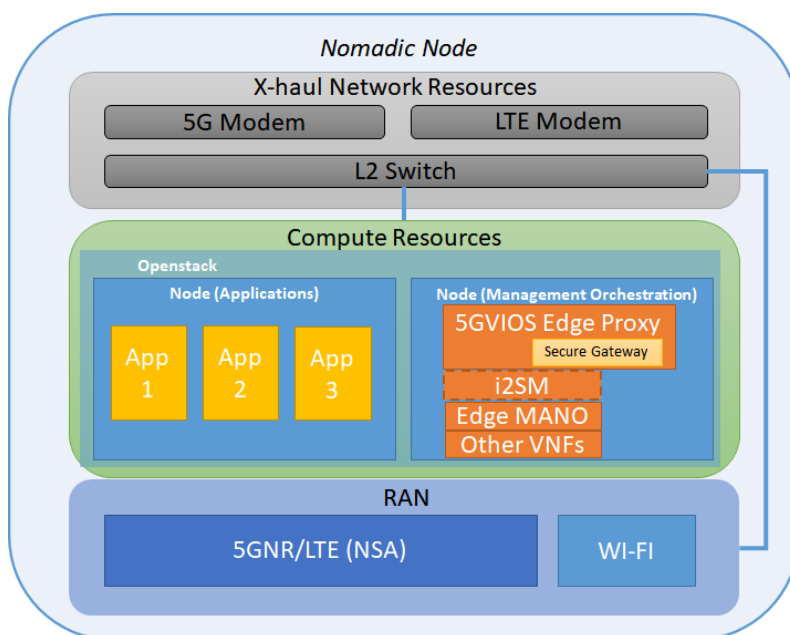 Nomadic Node
X-haul Network Resources
5G Modem
LTE Modem
L2 Switch
Compute Resources
Openstack
Node (Applications)
App
1
App
2
App
3
Node (Management Orchestration)
5GVIOS Edge Proxy
Secure Gateway
i2SM
Edge MANO
Other VNFs
RAN
5GNR/LTE (NSA)
WI-FI